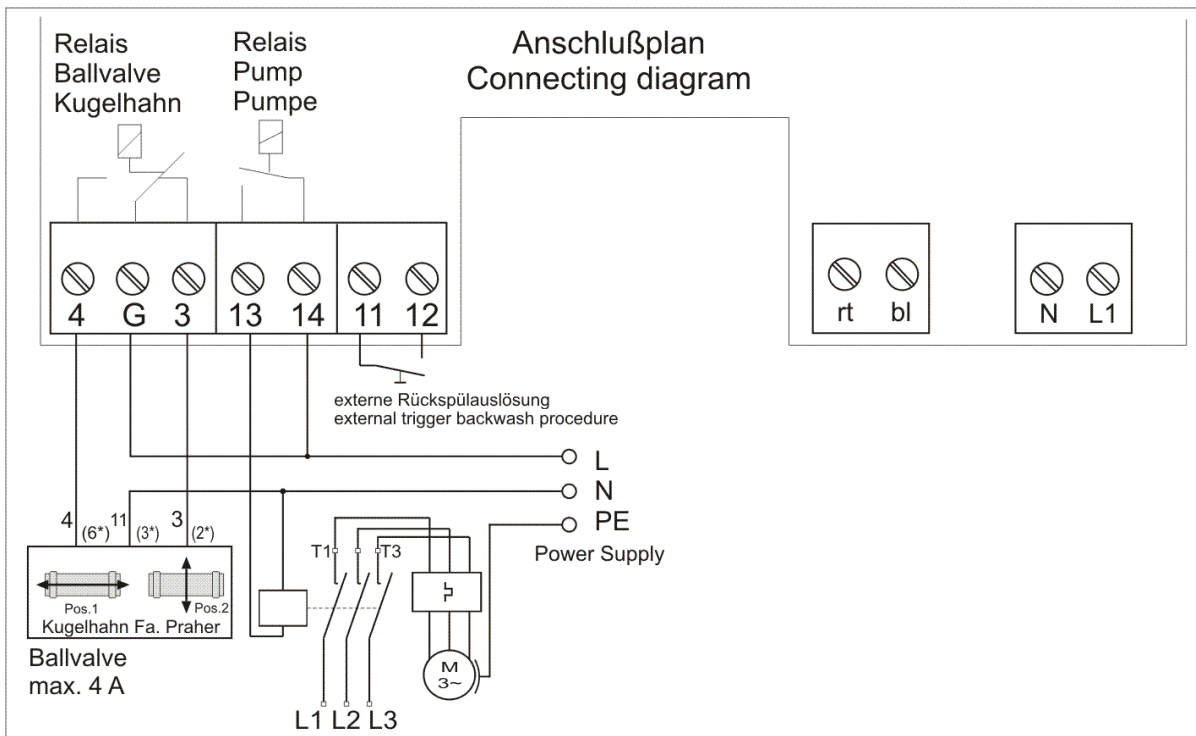 Relais
Ballvalve
Kugelhahn
Relais
Pump
Pumpe
Anschlußplan
Connecting diagram
4 G 3 13 14 11 12
rt bl
N L1
externe Rückspülauslösung
external trigger backwash procedure
L
N
PE
Power Supply
4 (6*) 11 (3*) 3 (2*)
Pos.1 Pos.2
Kugelhahn Fa. Praher
Ballvalve
max. 4 A
T1 T3
M
3~
L1 L2 L3